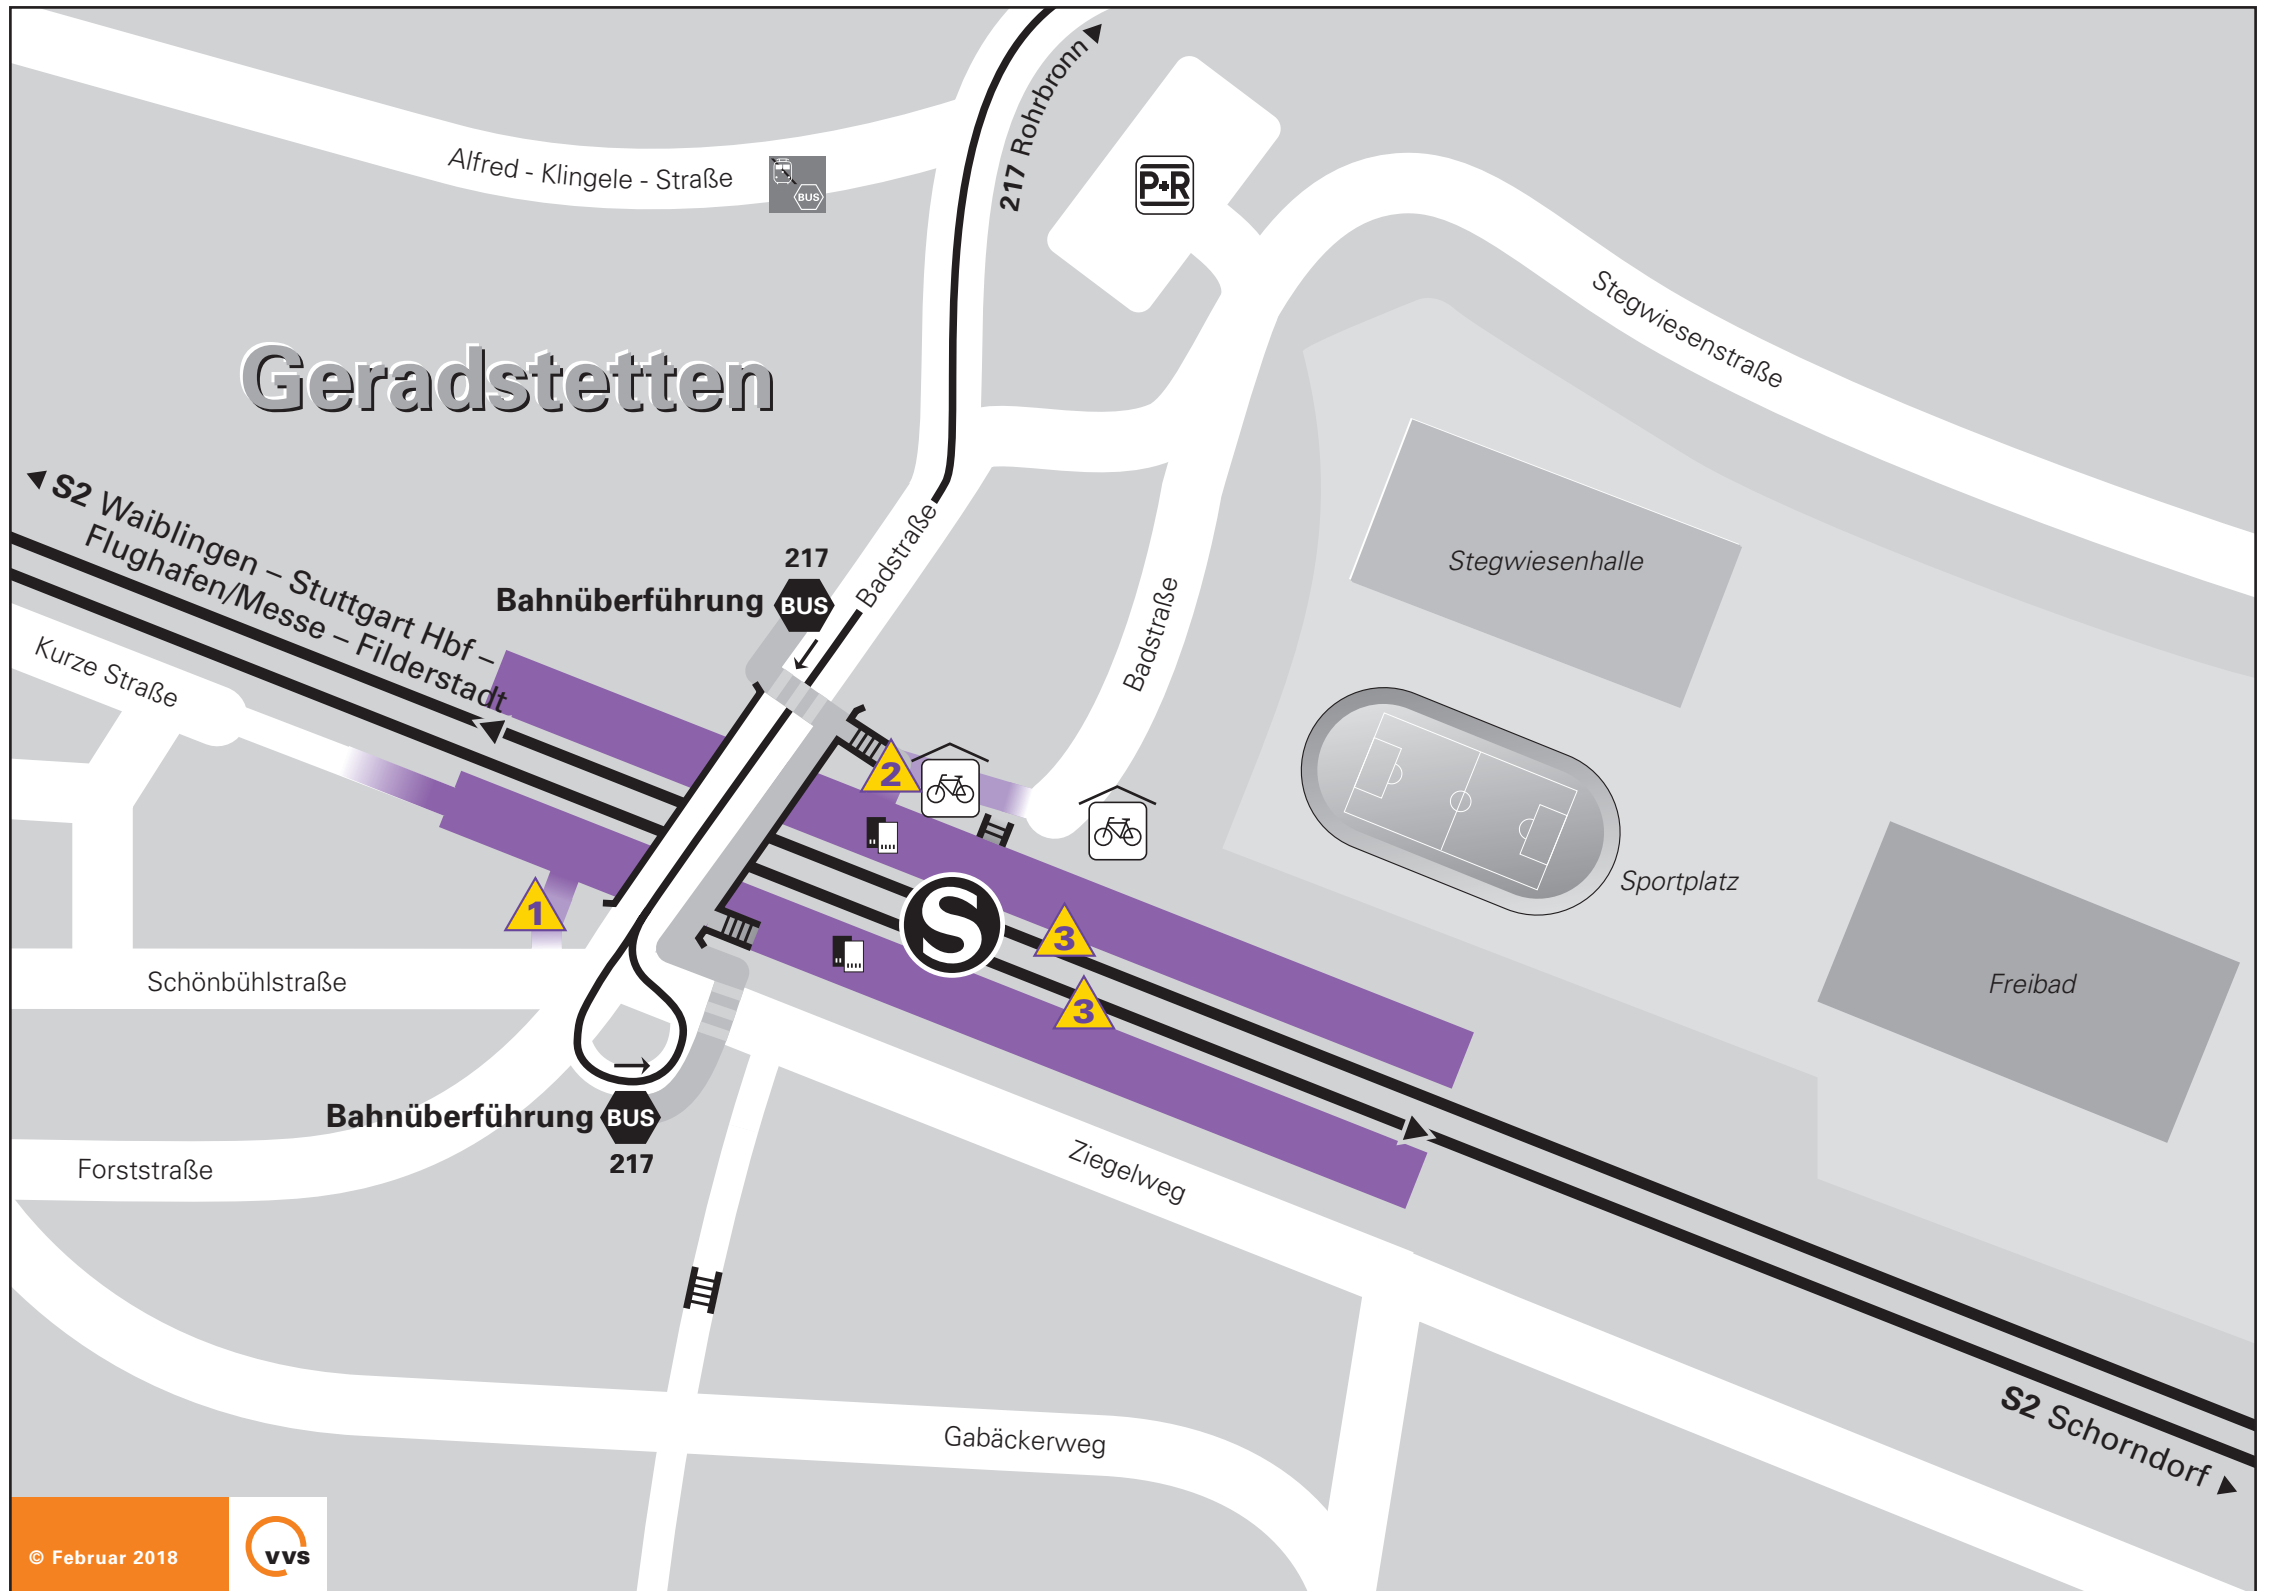 217 Rohrbronn
P+R
Alfred - Klingele - Straße
BUS
Stegwiesenstraße
Geradstetten
S2 Waiblingen – Stuttgart Hbf –
Flughafen/Messe – Filderstadt
217
Bahnüberführung
BUS
Badstraße
Badstraße
Stegwiesenhalle
Kurze Straße
2
1
S
3
3
Sportplatz
Freibad
Schönbühlstraße
Bahnüberführung
BUS
217
Forststraße
Ziegelweg
Gabäckerweg
S2 Schorndorf
© Februar 2018
vvs